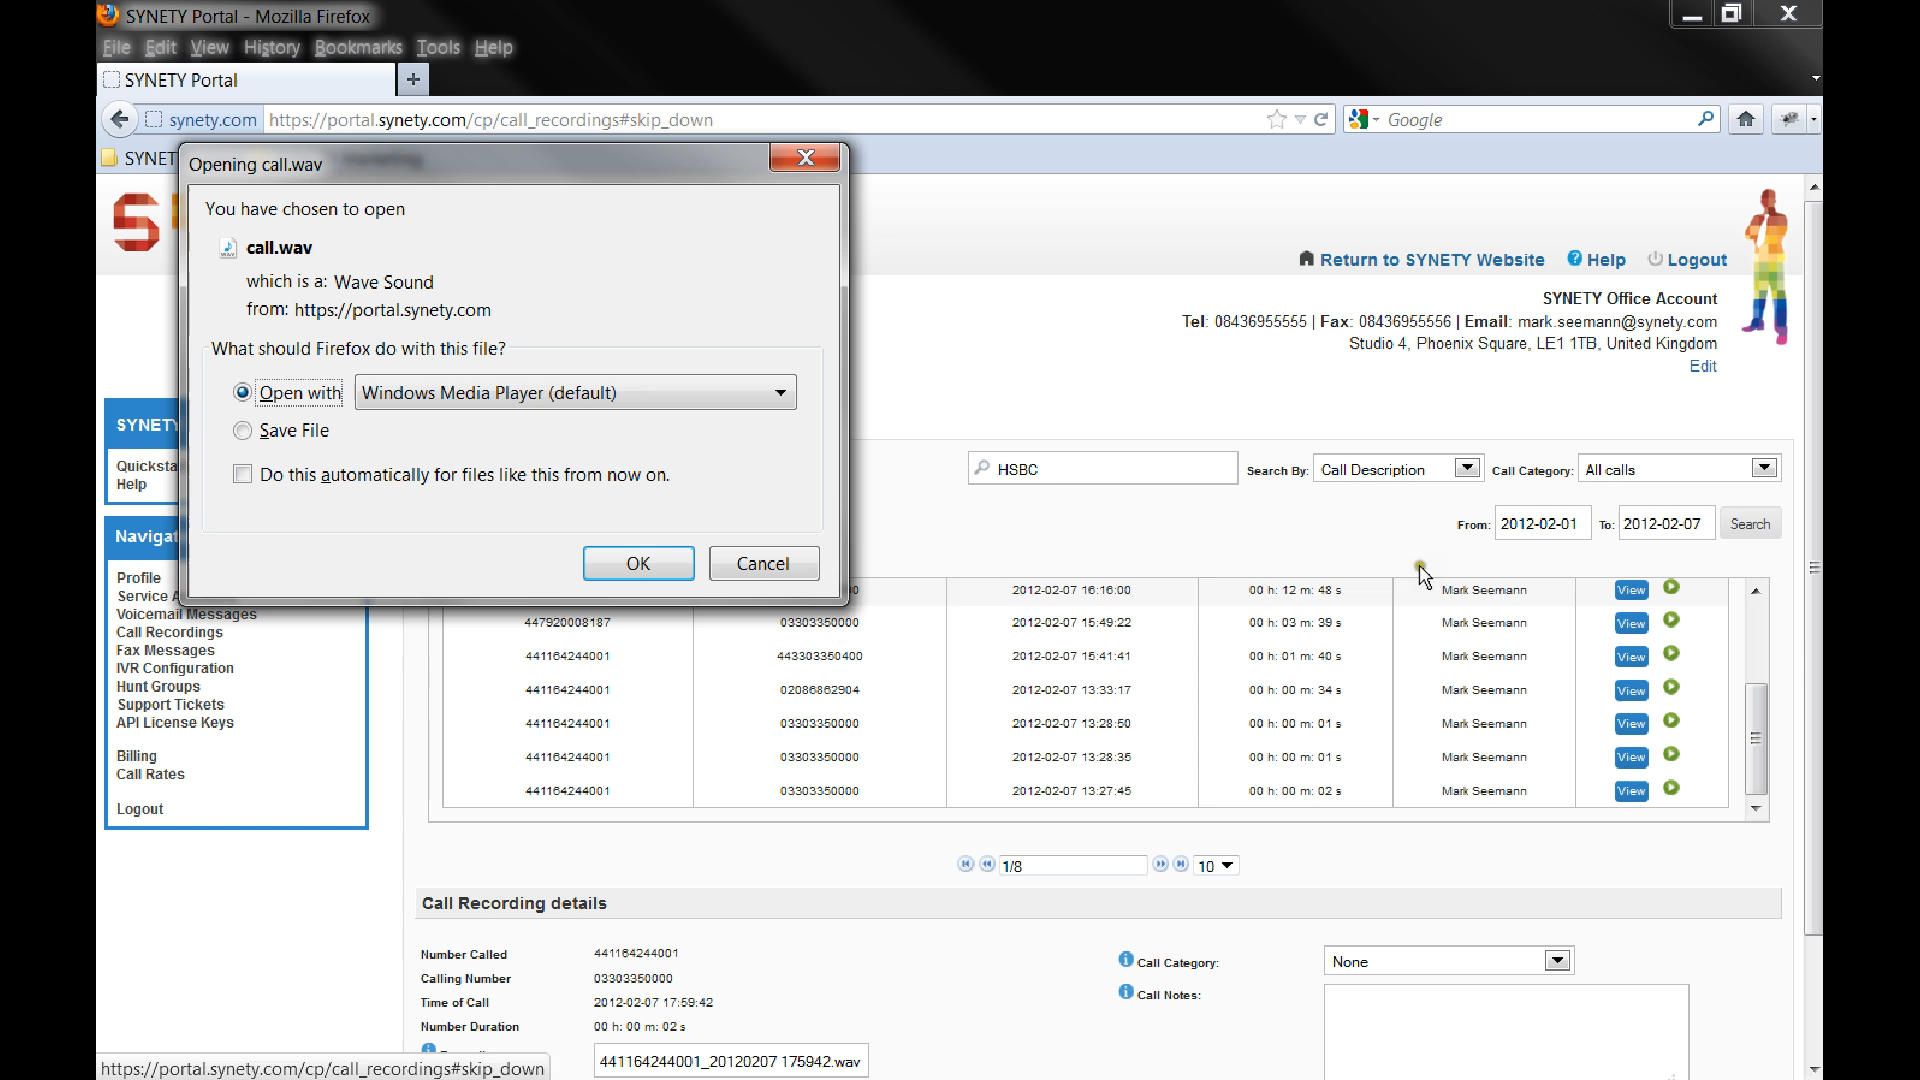 SYNETY Portal - Mozilla Firefox
File Edit View History Bookmarks Tools Help
SYNETY Portal
synety.com https://portal.synety.com/cp/call_recordings#skip_down Google
SYNET
Opening call.wav
You have chosen to open
call.wav
which is a: Wave Sound
from: https://portal.synety.com
What should Firefox do with this file?
Open with Windows Media Player (default)
Save File
Do this automatically for files like this from now on.
OK Cancel
S
Return to SYNETY Website Help Logout
SYNETY Office Account
Tel: 08436955555 | Fax: 08436955556 | Email: mark.seemann@synety.com
Studio 4, Phoenix Square, LE1 1TB, United Kingdom
Edit
SYNETY
Quicksta
Help
Navigat
Profile
Service A
Voicemail Messages
Call Recordings
Fax Messages
IVR Configuration
Hunt Groups
Support Tickets
API License Keys
Billing
Call Rates
Logout
HSBC Search By: Call Description Call Category: All calls
From: 2012-02-01 To: 2012-02-07 Search
2012-02-07 16:16:00 00 h: 12 m: 48 s Mark Seemann View
447920008187 03303350000 2012-02-07 15:49:22 00 h: 03 m: 39 s Mark Seemann View
441164244001 443303350400 2012-02-07 15:41:41 00 h: 01 m: 40 s Mark Seemann View
441164244001 02086862904 2012-02-07 13:33:17 00 h: 00 m: 34 s Mark Seemann View
441164244001 03303350000 2012-02-07 13:28:50 00 h: 00 m: 01 s Mark Seemann View
441164244001 03303350000 2012-02-07 13:28:35 00 h: 00 m: 01 s Mark Seemann View
441164244001 03303350000 2012-02-07 13:27:45 00 h: 00 m: 02 s Mark Seemann View
1/8 10
Call Recording details
Number Called 441164244001
Calling Number 03303350000
Time of Call 2012-02-07 17:59:42
Number Duration 00 h: 00 m: 02 s
441164244001_20120207 175942.wav
Call Category: None
Call Notes:
https://portal.synety.com/cp/call_recordings#skip_down